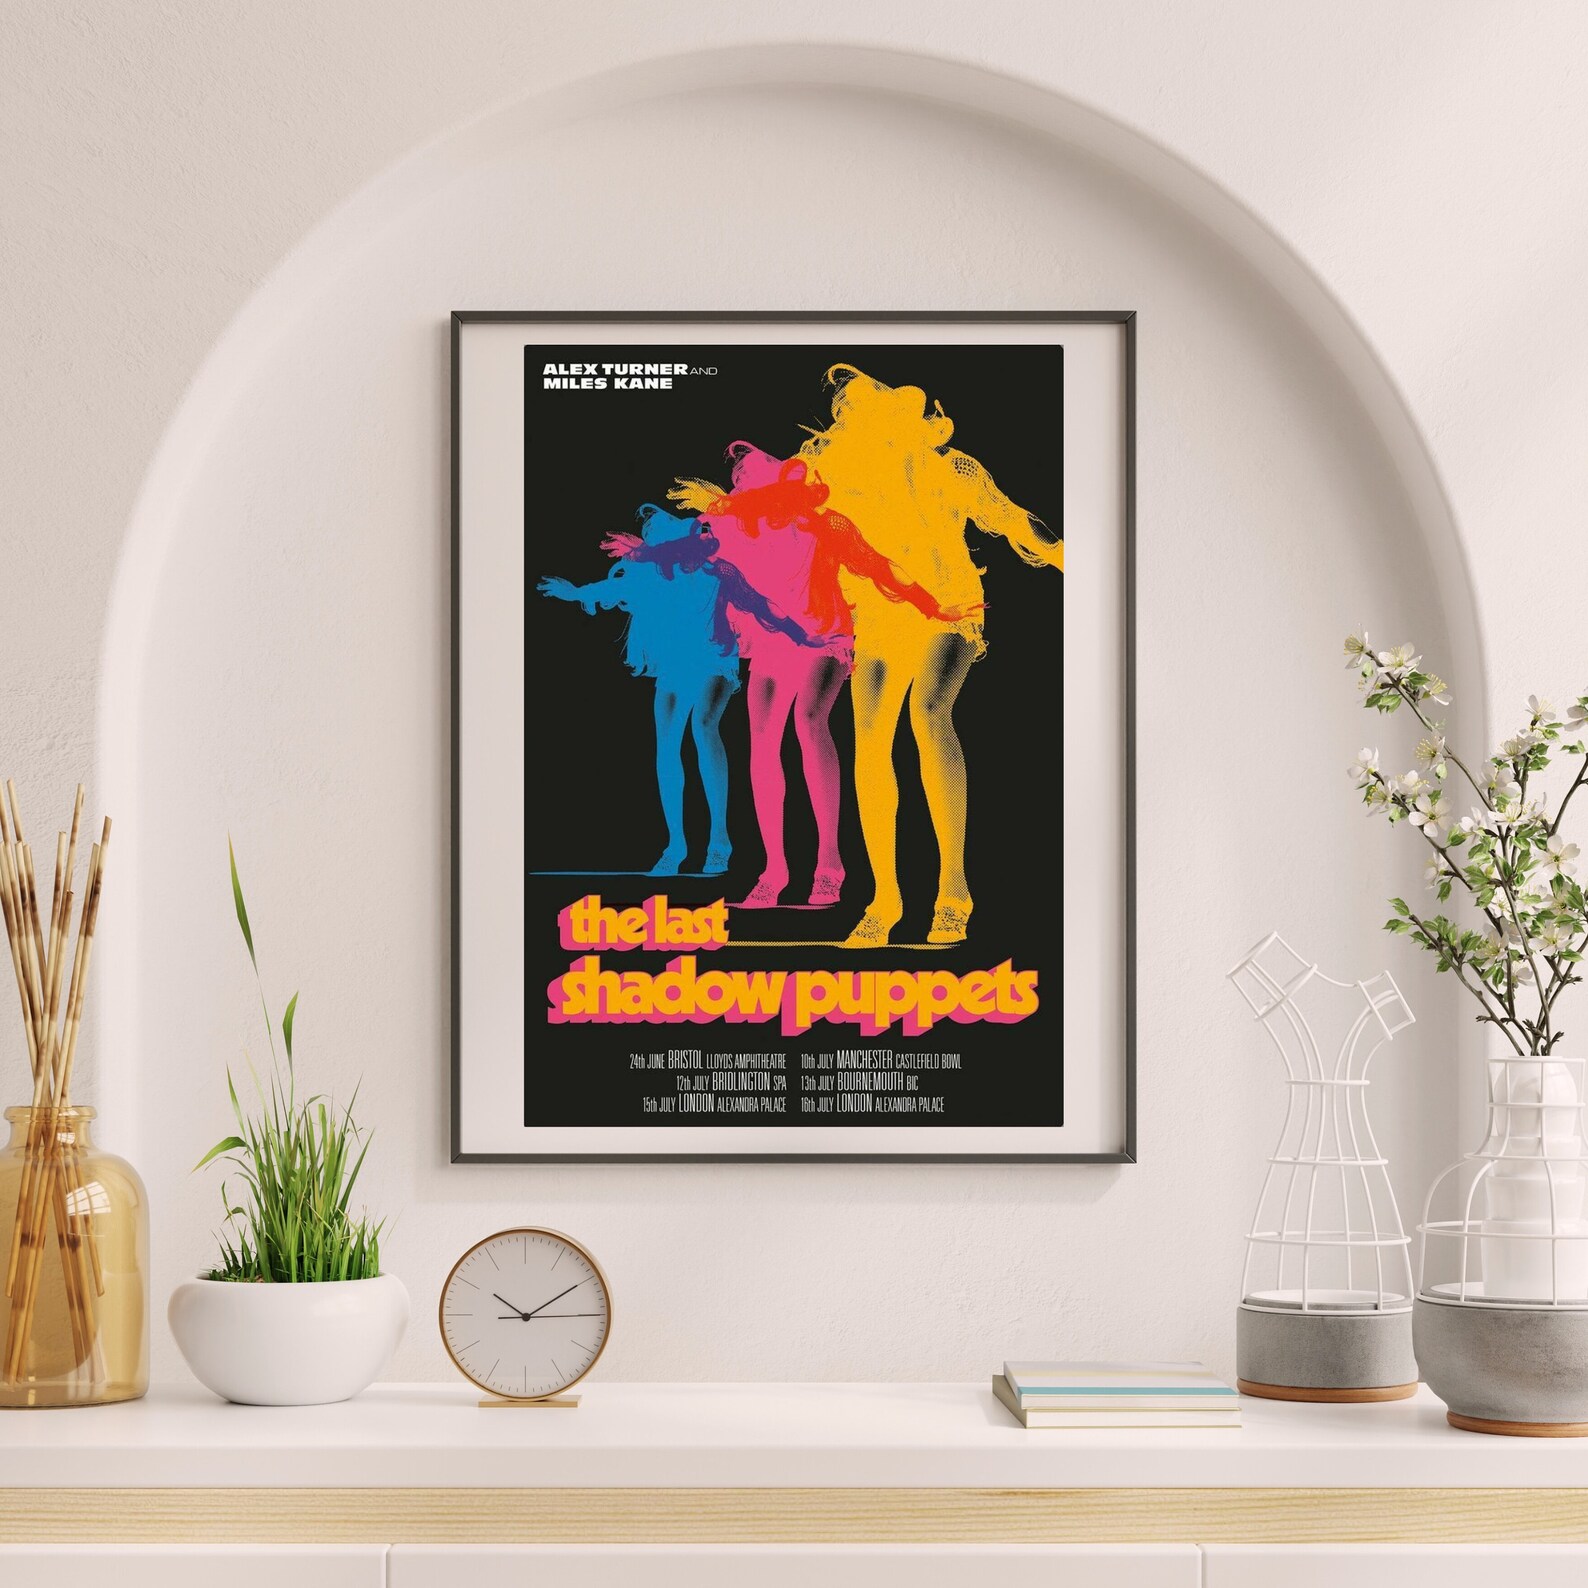 ALEX TURNER AND
MILES KANE
the last
shadow puppets
24th JUNE BRISTOL LLOYDS AMPHITHEATRE
12th JULY BRIDLINGTON SPA
15th JULY LONDON ALEXANDRA PALACE
10th JULY MANCHESTER CASTLEFIELD BOWL
13th JULY BOURNEMOUTH BIC
16th JULY LONDON ALEXANDRA PALACE